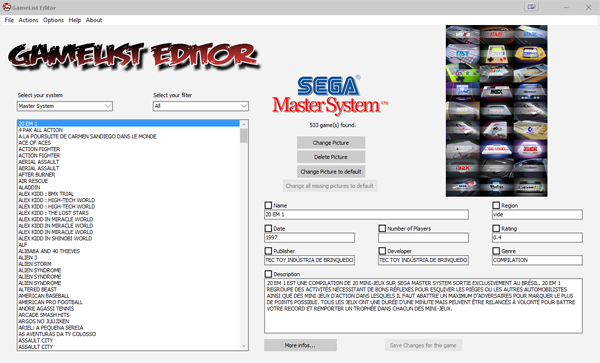 GameList Editor
File Actions Options Help About
GAMELIST EDITOR
Select your system
Select your filter
Master System
All
20 EM 1
4 PAK ALL ACTION
A LA POURSUITE DE CARMEN SANDIEGO DANS LE MONDE
ACE OF ACES
ACTION FIGHTER
ACTION FIGHTER
AERIAL ASSAULT
AERIAL ASSAULT
AFTER BURNER
AIR RESCUE
ALADDIN
ALEX KIDD : BMX TRIAL
ALEX KIDD : HIGH-TECH WORLD
ALEX KIDD : HIGH-TECH WORLD
ALEX KIDD : THE LOST STARS
ALEX KIDD IN MIRACLE WORLD
ALEX KIDD IN MIRACLE WORLD
ALEX KIDD IN MIRACLE WORLD
ALEX KIDD IN SHINOBI WORLD
ALF
ALIBABA AND 40 THIEVES
ALIEN 3
ALIEN STORM
ALIEN SYNDROME
ALIEN SYNDROME
ALIEN SYNDROME
ALTERED BEAST
AMERICAN BASEBALL
AMERICAN PRO FOOTBALL
ANDRE AGASSI TENNIS
ARCADE SMASH HITS
ARGOS NO JUUJIKEN
ARIEL: A PEQUENA SEREIA
AS AVENTURAS DA TV COLOSSO
ASSAULT CITY
ASSAULT CITY
SEGA
Master System™
533 game(s) found.
Change Picture
Delete Picture
Change Picture to default
Change all missing pictures to default
Name
Region
20 EM 1
vide
Date
Number of Players
Rating
1997
0.4
Publisher
Developer
Genre
TEC TOY INDÚSTRIA DE BRINQUEDO
TEC TOY INDÚSTRIA DE BRINQUEDO
COMPILATION
Description
20 EM 1 EST UNE COMPILATION DE 20 MINI-JEUX SUR SEGA MASTER SYSTEM SORTIE EXCLUSIVEMENT AU BRÉSIL. 20 EM 1
REGROUPE DES ACTIVITÉS NÉCESSITANT DE BONS RÉFLEXES POUR ESQUIVER LES PIÈGES OU LES AUTRES AUTOMOBILISTES
AINSI QUE DES MINI-JEUX D'ACTION DANS LESQUELS IL FAUT ABATTRE UN MAXIMUM D'ADVERSAIRES POUR MARQUER LE PLUS
DE POINTS POSSIBLE. TOUS LES JEUX ONT UNE DURÉE D'UNE MINUTE MAIS PEUVENT ÊTRE RELANCÉS À VOLONTÉ POUR BATTRE
VOTRE RECORD ET REMPORTER UN TROPHÉE DANS CHACUN DES MINI-JEUX.
More infos...
Save Changes for this game